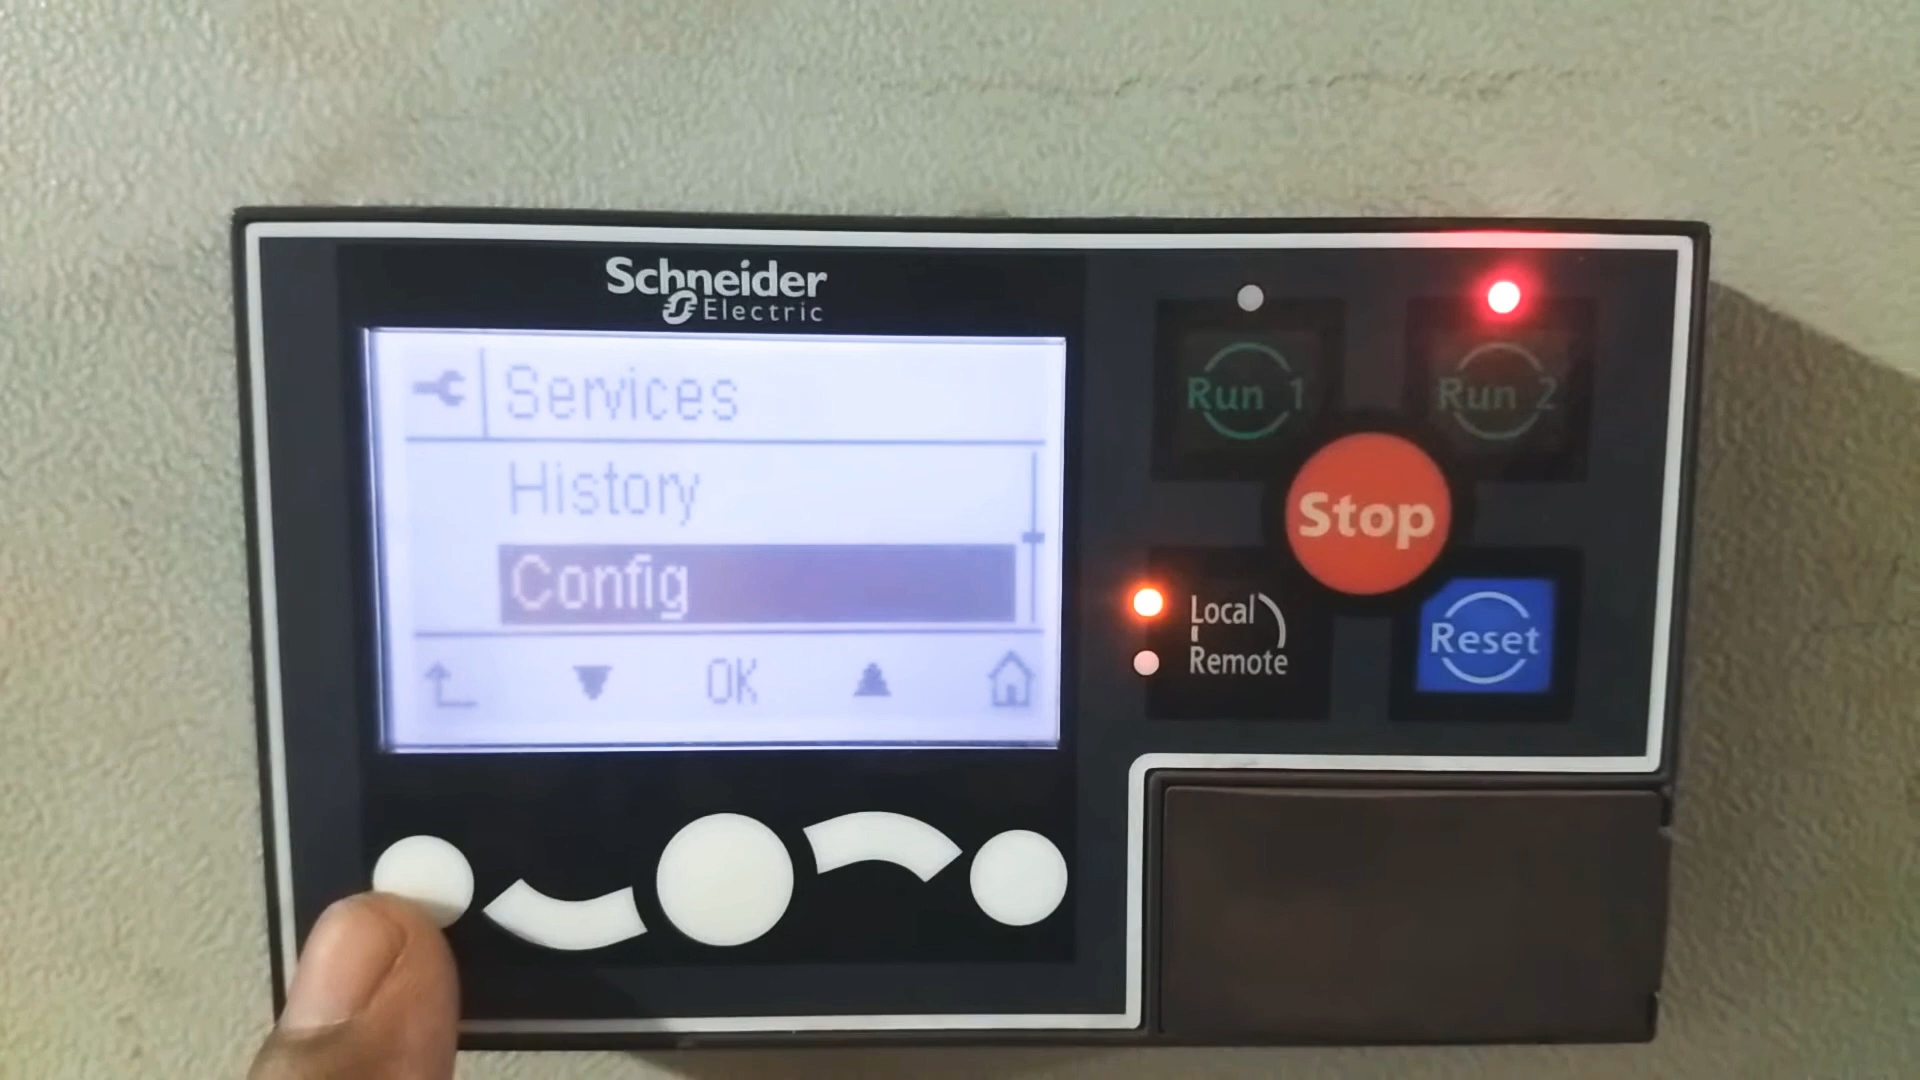 Schneider
Electric
Services
History
Config
OK
Run 1
Run 2
Stop
Local
Remote
Reset